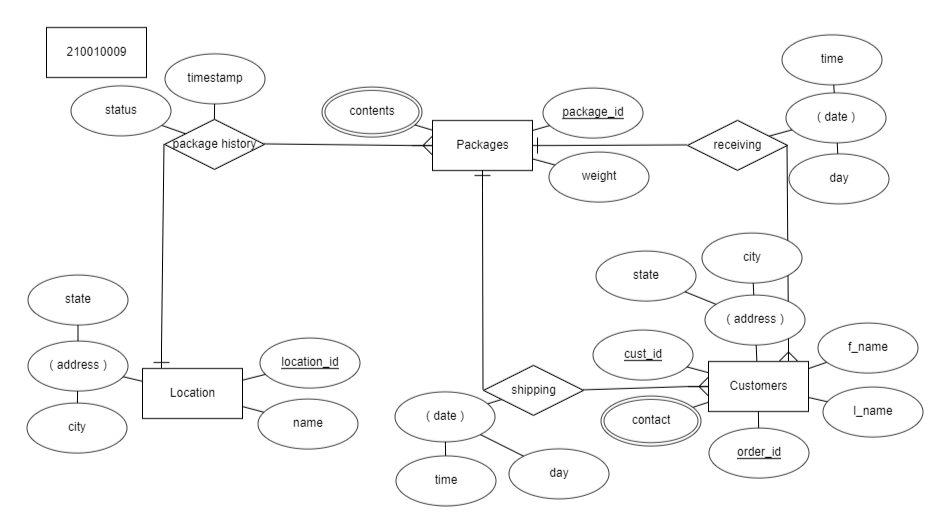 210010009
timestamp
status
package history
contents
package_id
Packages
weight
time
( date )
receiving
day
city
state
( address )
state
( address )
city
location_id
Location
name
cust_id
f_name
Customers
l_name
contact
order_id
shipping
( date )
time
day